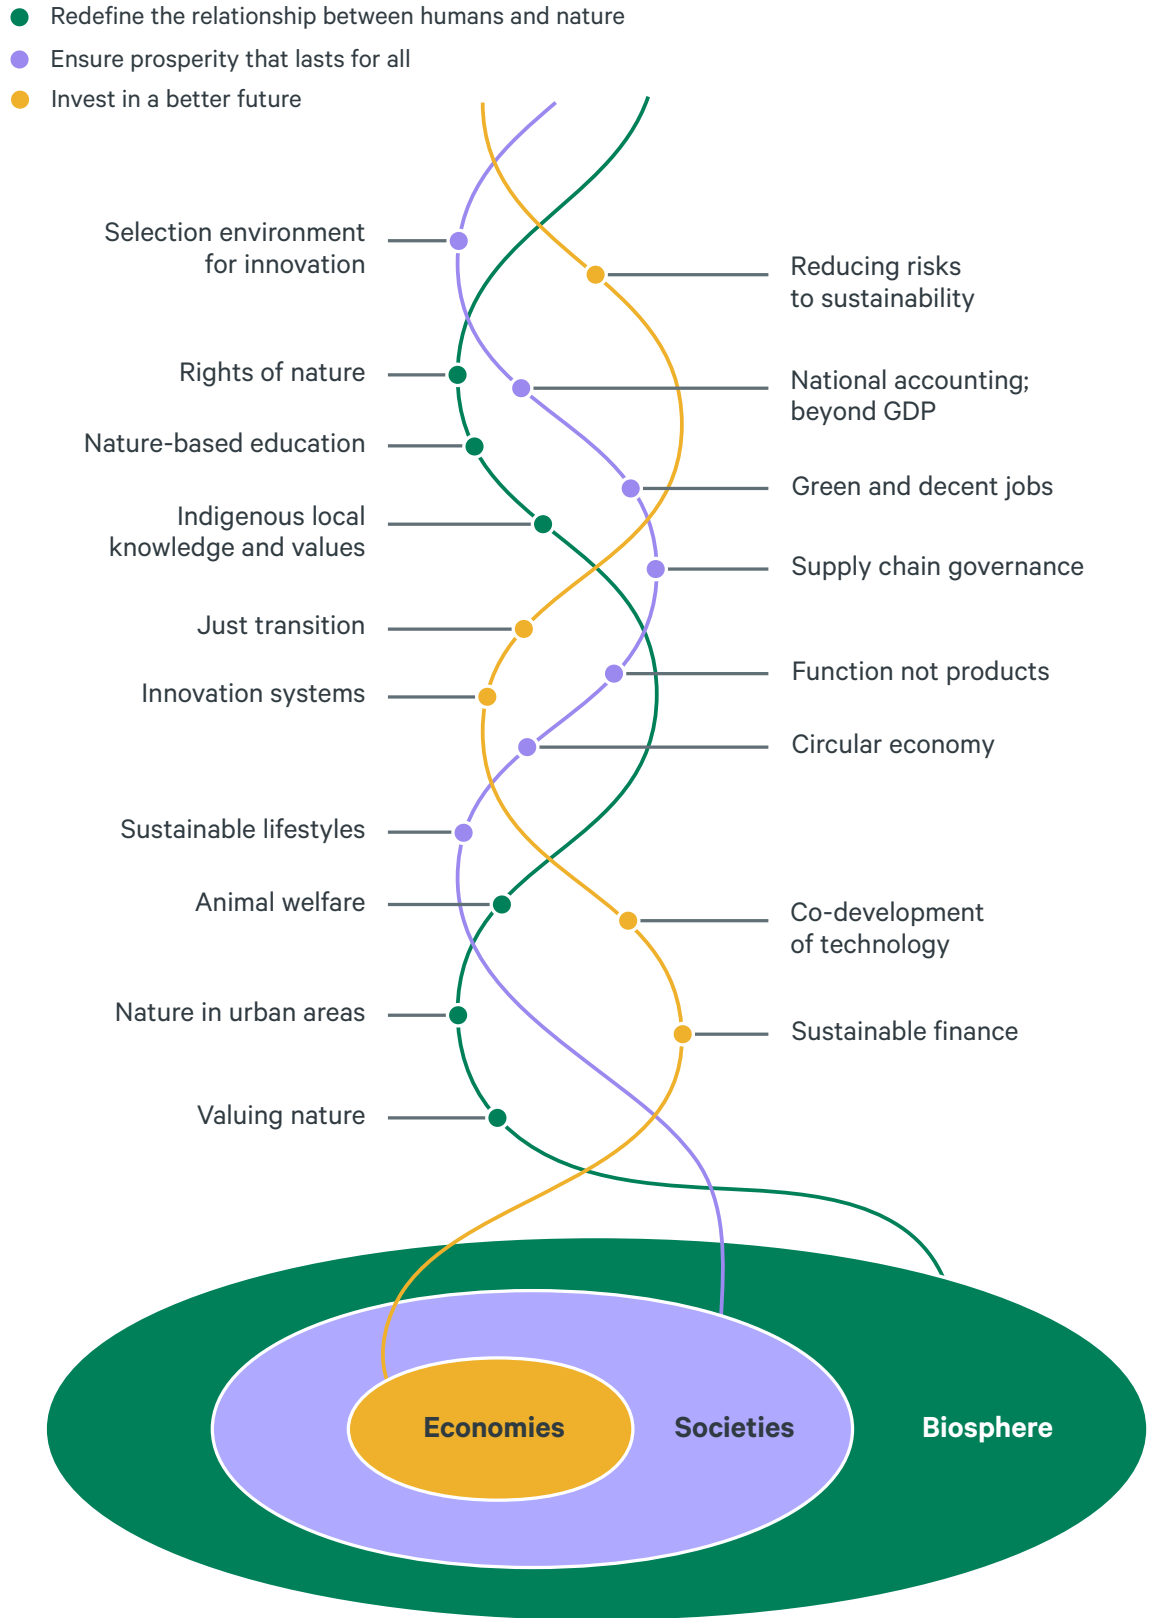 Redefine the relationship between humans and nature
Ensure prosperity that lasts for all
Invest in a better future
Selection environment
for innovation
Reducing risks
to sustainability
Rights of nature
National accounting;
beyond GDP
Nature-based education
Green and decent jobs
Indigenous local
knowledge and values
Supply chain governance
Just transition
Function not products
Innovation systems
Circular economy
Sustainable lifestyles
Animal welfare
Co-development
of technology
Nature in urban areas
Sustainable finance
Valuing nature
Economies
Societies
Biosphere